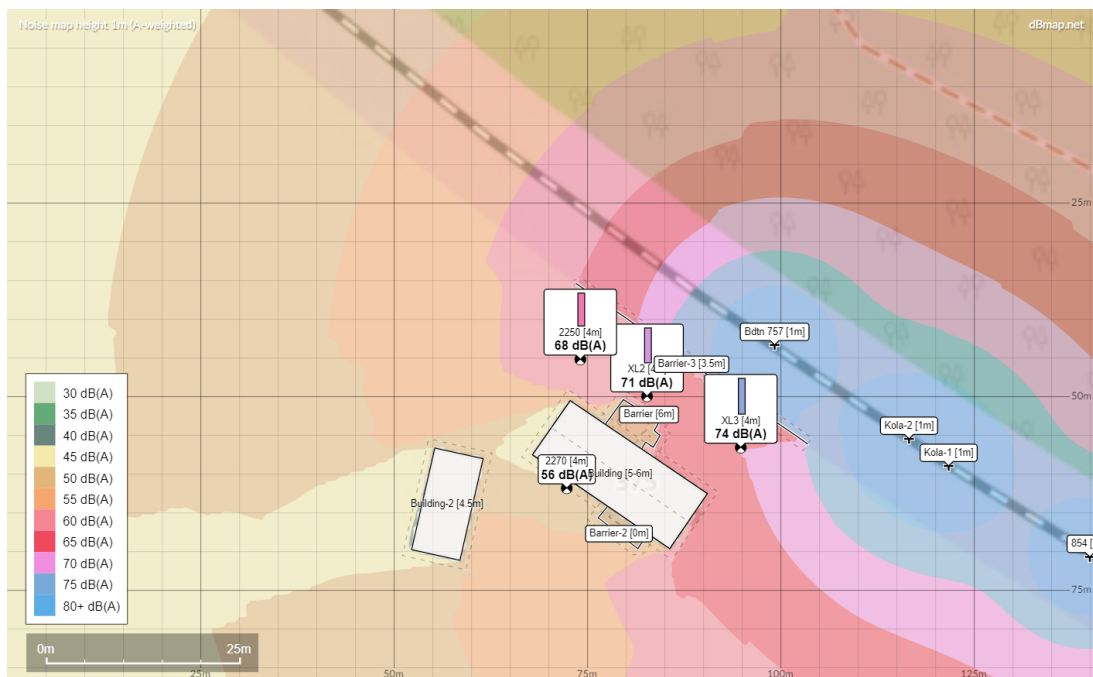 Noise map height 1m (A-weighted)
dBmap.net
25m
2250 [4m]
68 dB(A)
Bdtn 757 [1m]
71 dB(A)
Barrier-3 [3.5m]
XL3 [4m]
74 dB(A)
50m
Barrier [6m]
Kola-2 [1m]
Kola-1 [1m]
2270 [4m]
56 dB(A)
Building [5-6m]
Building-2 [4.5m]
Barrier-2 [0m]
854
75m
30 dB(A)
35 dB(A)
40 dB(A)
45 dB(A)
50 dB(A)
55 dB(A)
60 dB(A)
65 dB(A)
70 dB(A)
75 dB(A)
80+ dB(A)
0m 25m
25m 50m 75m 100m 125m